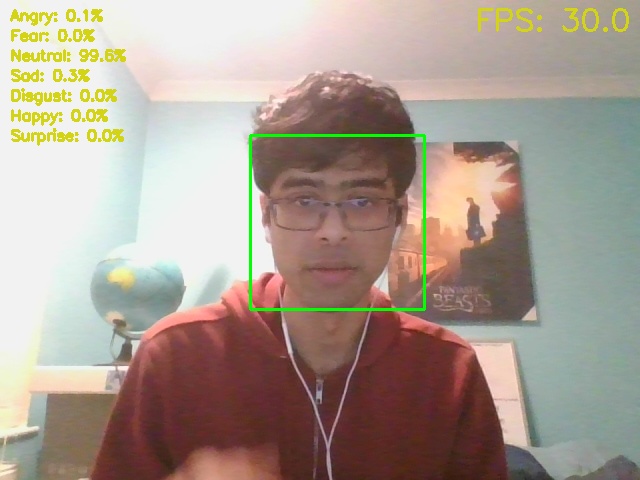 Angry: 0.1%
Fear: 0.0%
Neutral: 99.6%
Sad: 0.3%
Disgust: 0.0%
Happy: 0.0%
Surprise: 0.0%
FPS: 30.0
FANTASTIC
BEASTS